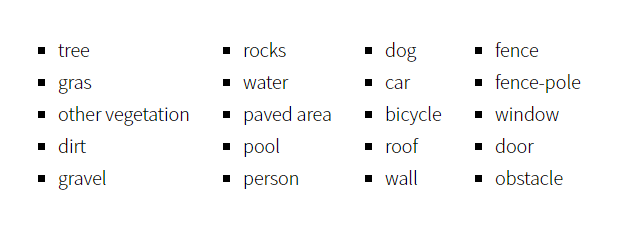 tree
gras
other vegetation
dirt
gravel
rocks
water
paved area
pool
person
dog
car
bicycle
roof
wall
fence
fence-pole
window
door
obstacle